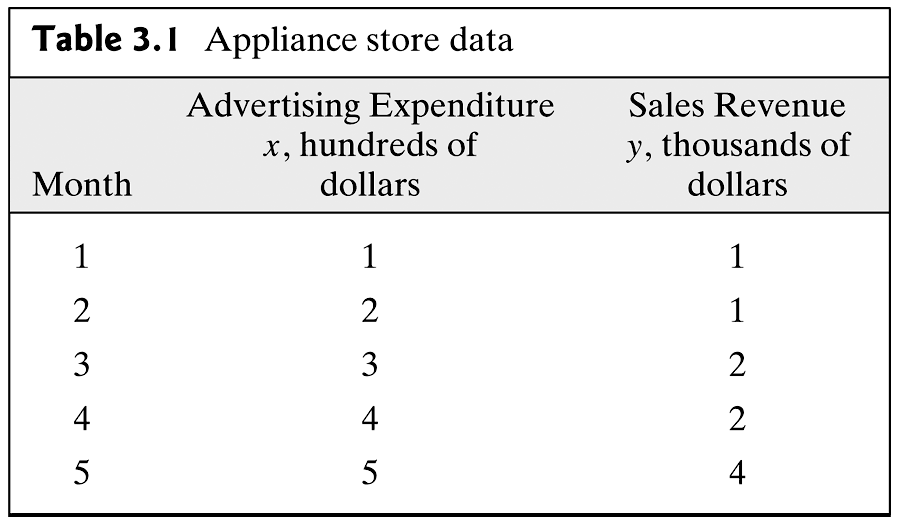 Table 3.1 Appliance store data
Advertising Expenditure Sales Revenue
x, hundreds of y, thousands of
Month dollars dollars
1 1 1
2 2 1
3 3 2
4 4 2
5 5 4